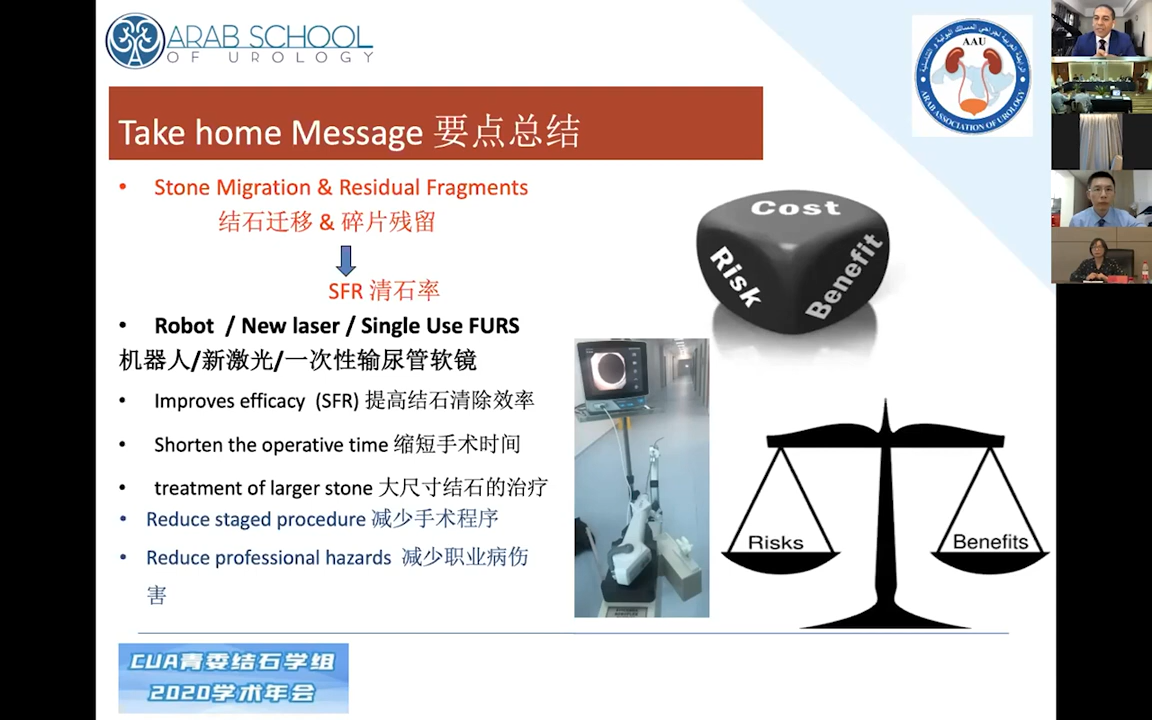 ARAB SCHOOL
OF UROLOGY
AAU
ARAB ASSOCIATION OF UROLOGY
Take home Message 要点总结
• Stone Migration & Residual Fragments
结石迁移 & 碎片残留
SFR 清石率
• Robot / New laser / Single Use FURS
机器人/新激光/一次性输尿管软镜
• Improves efficacy (SFR) 提高结石清除效率
• Shorten the operative time 缩短手术时间
• treatment of larger stone 大尺寸结石的治疗
• Reduce staged procedure 减少手术程序
• Reduce professional hazards 减少职业病伤
害
Cost
Risk
Benefit
Risks
Benefits
CUA青委结石学组
2020学术年会